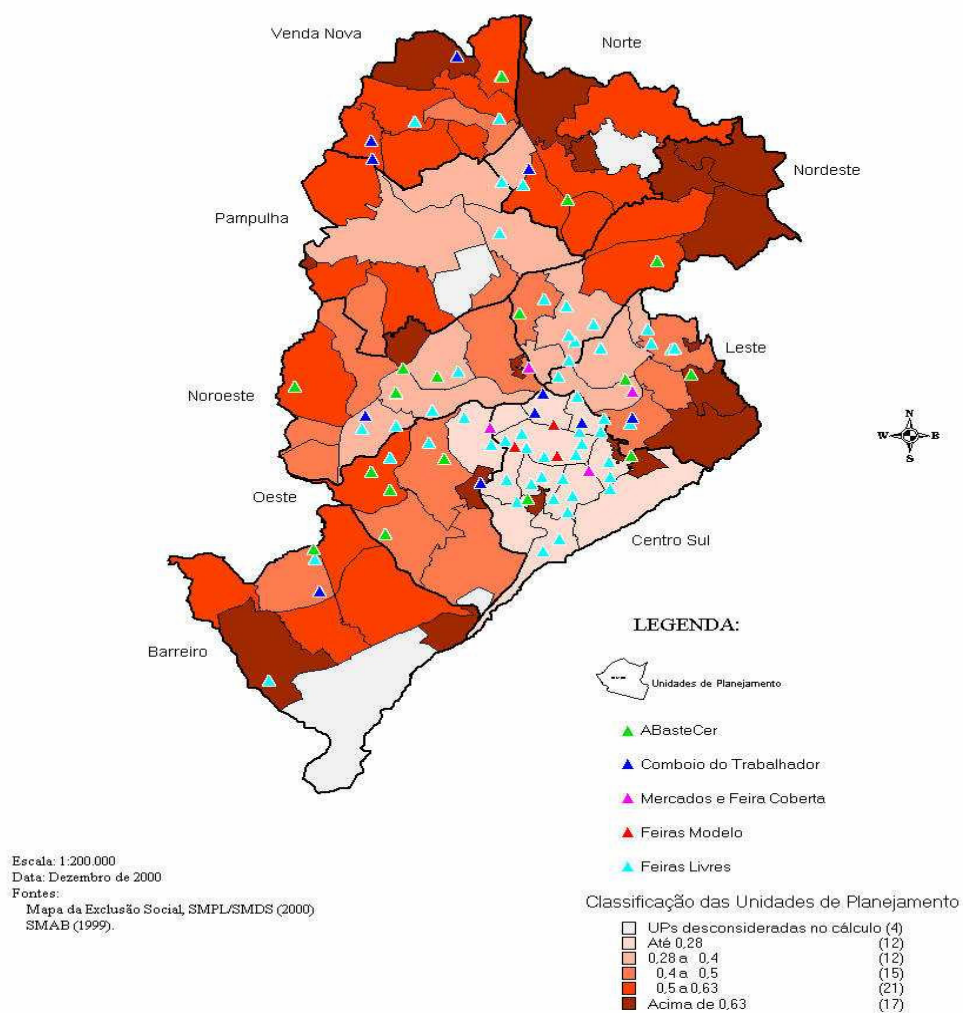 Venda Nova
Norte
Nordeste
Pampulha
Leste
Noroeste
N
W E
S
Oeste
Centro Sul
Barreiro
LEGENDA:
Unidades de Planejamento
ABasteCer
Comboio do Trabalhador
Mercados e Feira Coberta
Feiras Modelo
Feiras Livres
Escala: 1:200.000
Data: Dezembro de 2000
Fontes:
Mapa da Exclusão Social, SMPL/SMDS (2000)
SMAB (1999).
Classificação das Unidades de Planejamento
UPs desconsideradas no cálculo (4)
Até 0,28 (12)
0,28 a 0,4 (12)
0,4 a 0,5 (15)
0,5 a 0,63 (21)
Acima de 0,63 (17)